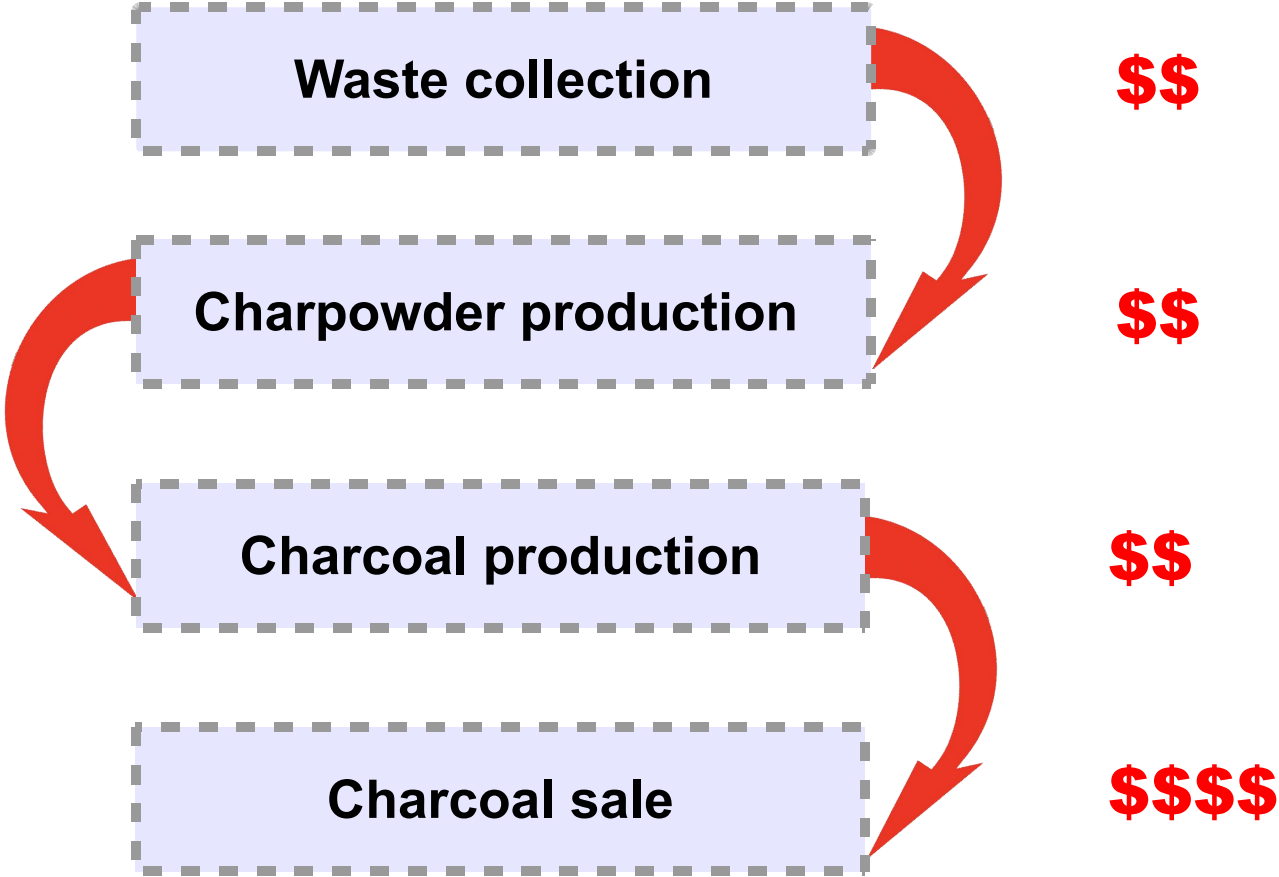 Waste collection $$
Charpowder production $$
Charcoal production $$
Charcoal sale $$$$